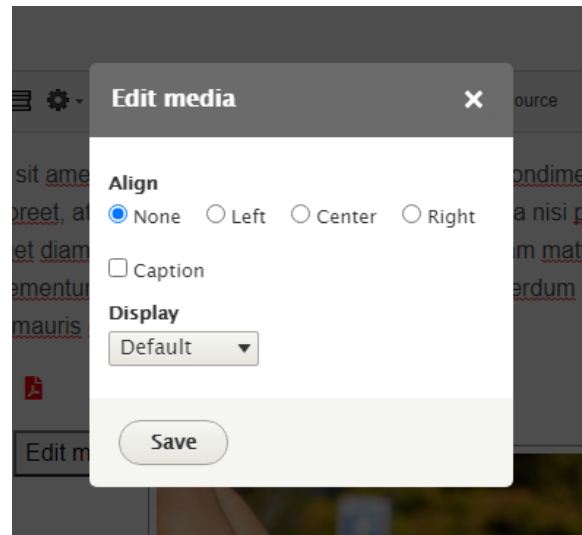 Edit media
ource
sit ame
ondime
Align
oreet, at
None Left Center Right
a nisi p
et diam
m mat
Caption
ementur
erdum
Display
mauris
Default
Save
Edit m